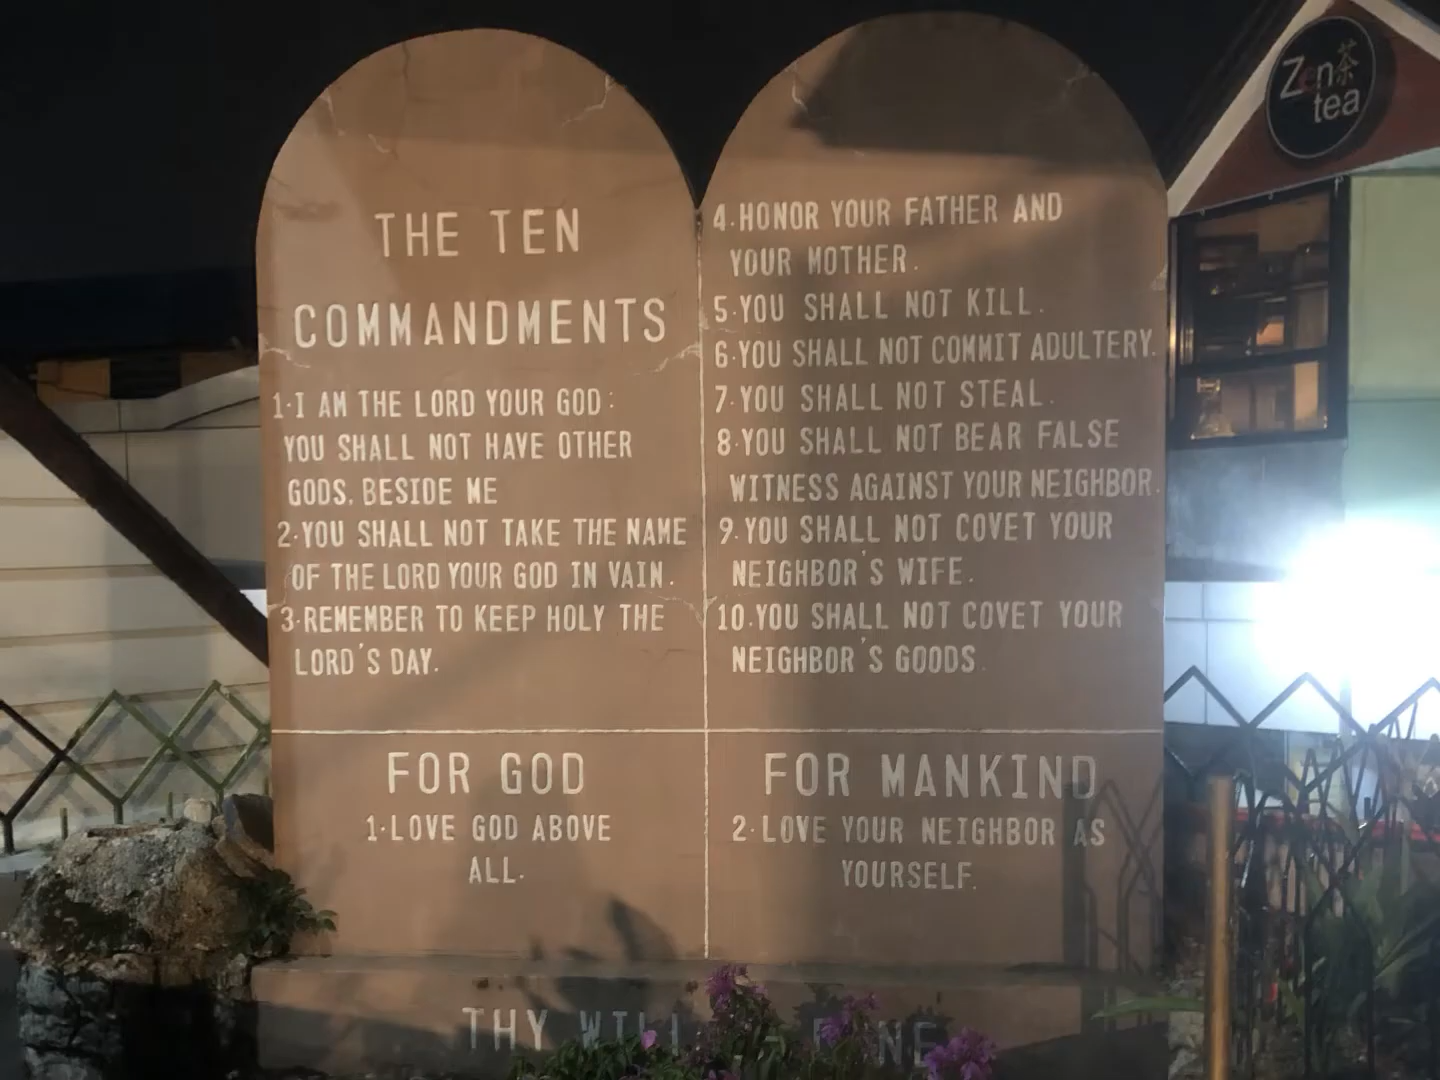 THE TEN
COMMANDMENTS
1·I AM THE LORD YOUR GOD:
YOU SHALL NOT HAVE OTHER
GODS. BESIDE ME
2·YOU SHALL NOT TAKE THE NAME
OF THE LORD YOUR GOD IN VAIN.
3·REMEMBER TO KEEP HOLY THE
LORD'S DAY.
4·HONOR YOUR FATHER AND
YOUR MOTHER.
5·YOU SHALL NOT KILL.
6·YOU SHALL NOT COMMIT ADULTERY.
7·YOU SHALL NOT STEAL.
8·YOU SHALL NOT BEAR FALSE
WITNESS AGAINST YOUR NEIGHBOR.
9·YOU SHALL NOT COVET YOUR
NEIGHBOR'S WIFE.
10·YOU SHALL NOT COVET YOUR
NEIGHBOR'S GOODS.
FOR GOD
1·LOVE GOD ABOVE
ALL.
FOR MANKIND
2·LOVE YOUR NEIGHBOR AS
YOURSELF.
THY WILL
Zen茶
tea